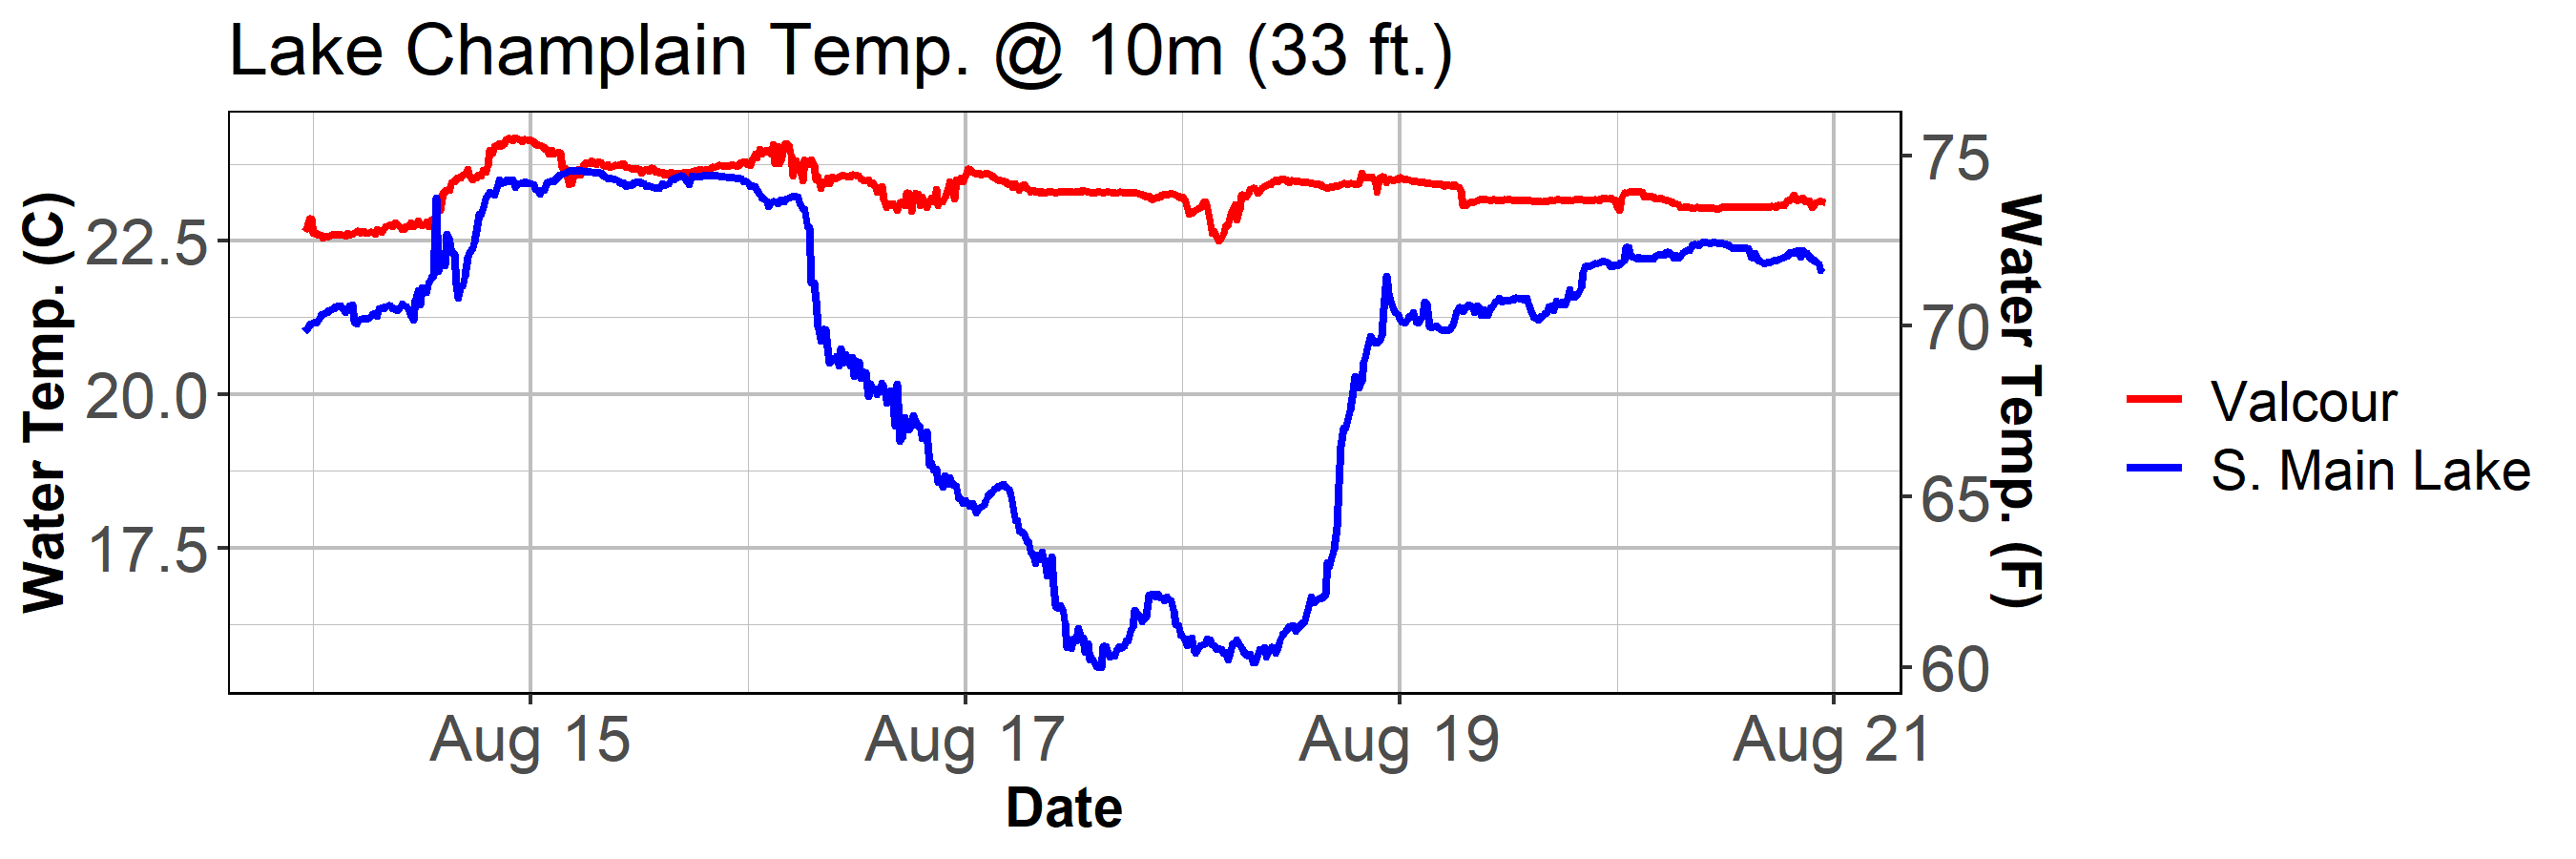 Lake Champlain Temp. @ 10m (33 ft.)
Water Temp. (C)
22.5
20.0
17.5
75
70
65
60
Water Temp. (F)
Aug 15
Aug 17
Aug 19
Aug 21
Date
Valcour
S. Main Lake